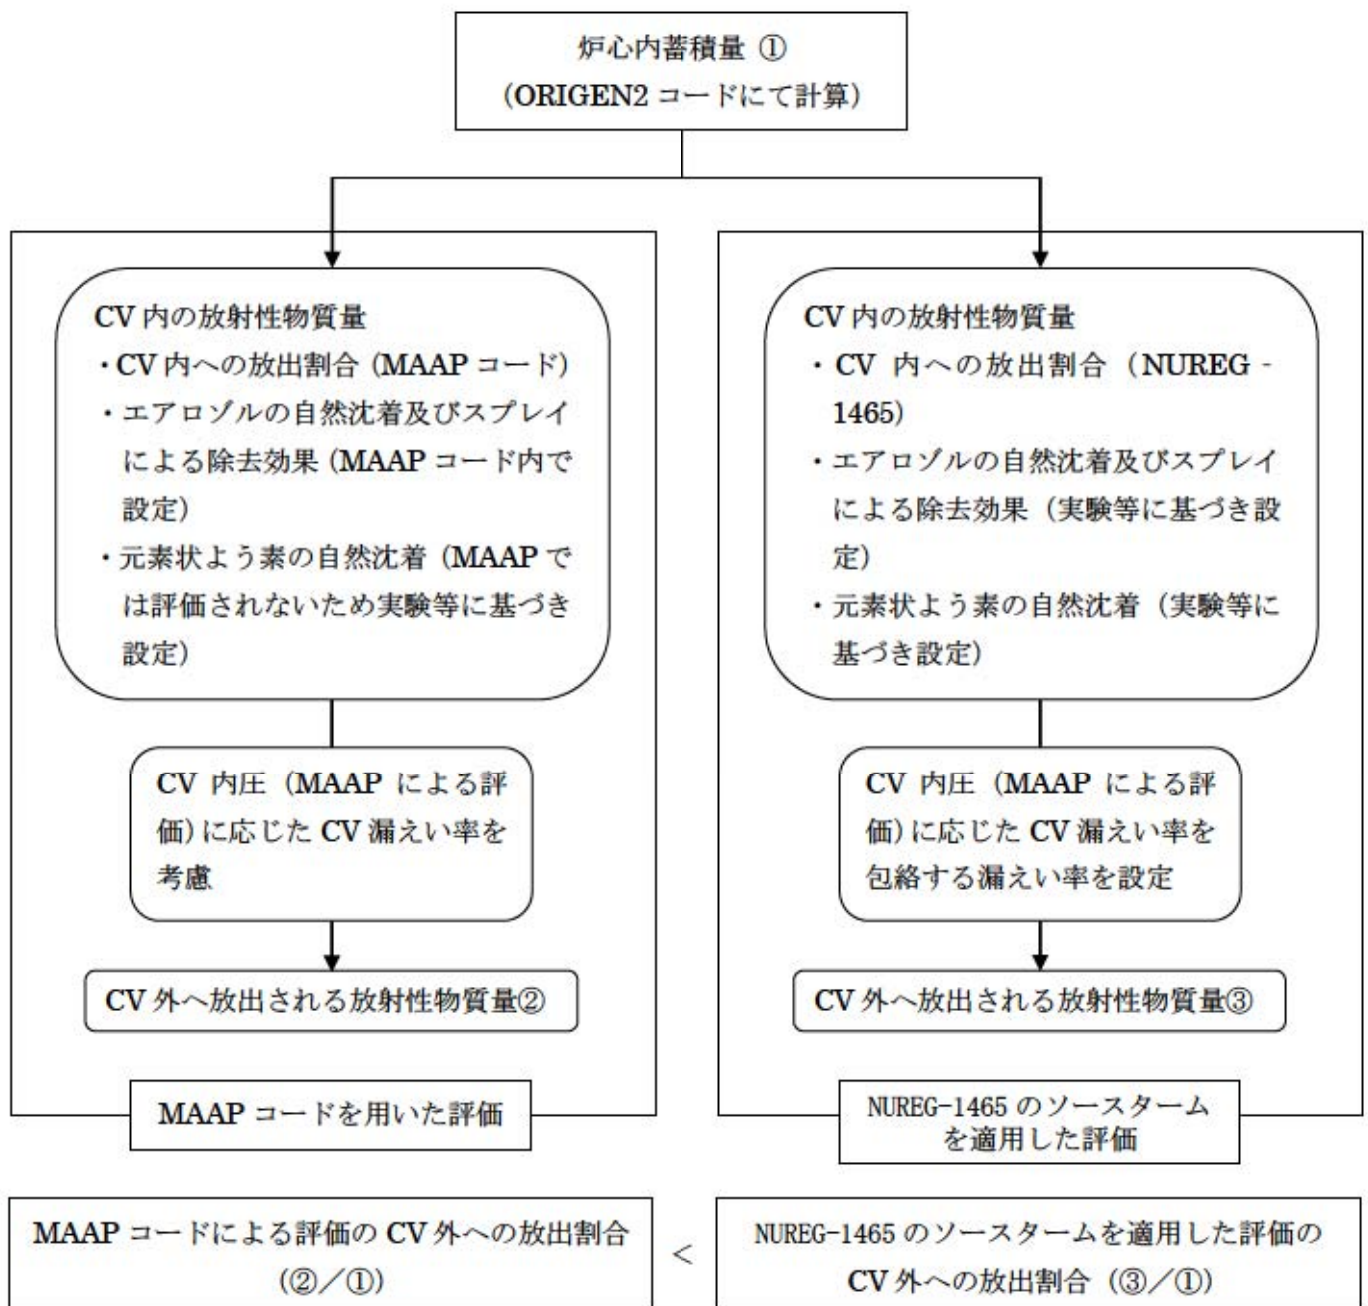 炉心内蓄積量 ①
（ORIGEN2 コードにて計算）
CV 内の放射性物質量
・CV 内への放出割合（MAAP コード）
・エアロゾルの自然沈着及びスプレイ
による除去効果（MAAP コード内で
設定）
・元素状よう素の自然沈着（MAAP で
は評価されないため実験等に基づき
設定）
CV 内圧（MAAP による評
価）に応じた CV 漏えい率を
考慮
CV 外へ放出される放射性物質量②
MAAP コードを用いた評価
CV 内の放射性物質量
・CV 内への放出割合（NUREG -
1465）
・エアロゾルの自然沈着及びスプレイ
による除去効果（実験等に基づき設
定）
・元素状よう素の自然沈着（実験等に
基づき設定）
CV 内圧（MAAP による評
価）に応じた CV 漏えい率を
包絡する漏えい率を設定
CV 外へ放出される放射性物質量③
NUREG-1465 のソースターム
を適用した評価
MAAP コードによる評価の CV 外への放出割合
（②／①）
＜
NUREG-1465 のソースタームを適用した評価の
CV 外への放出割合（③／①）